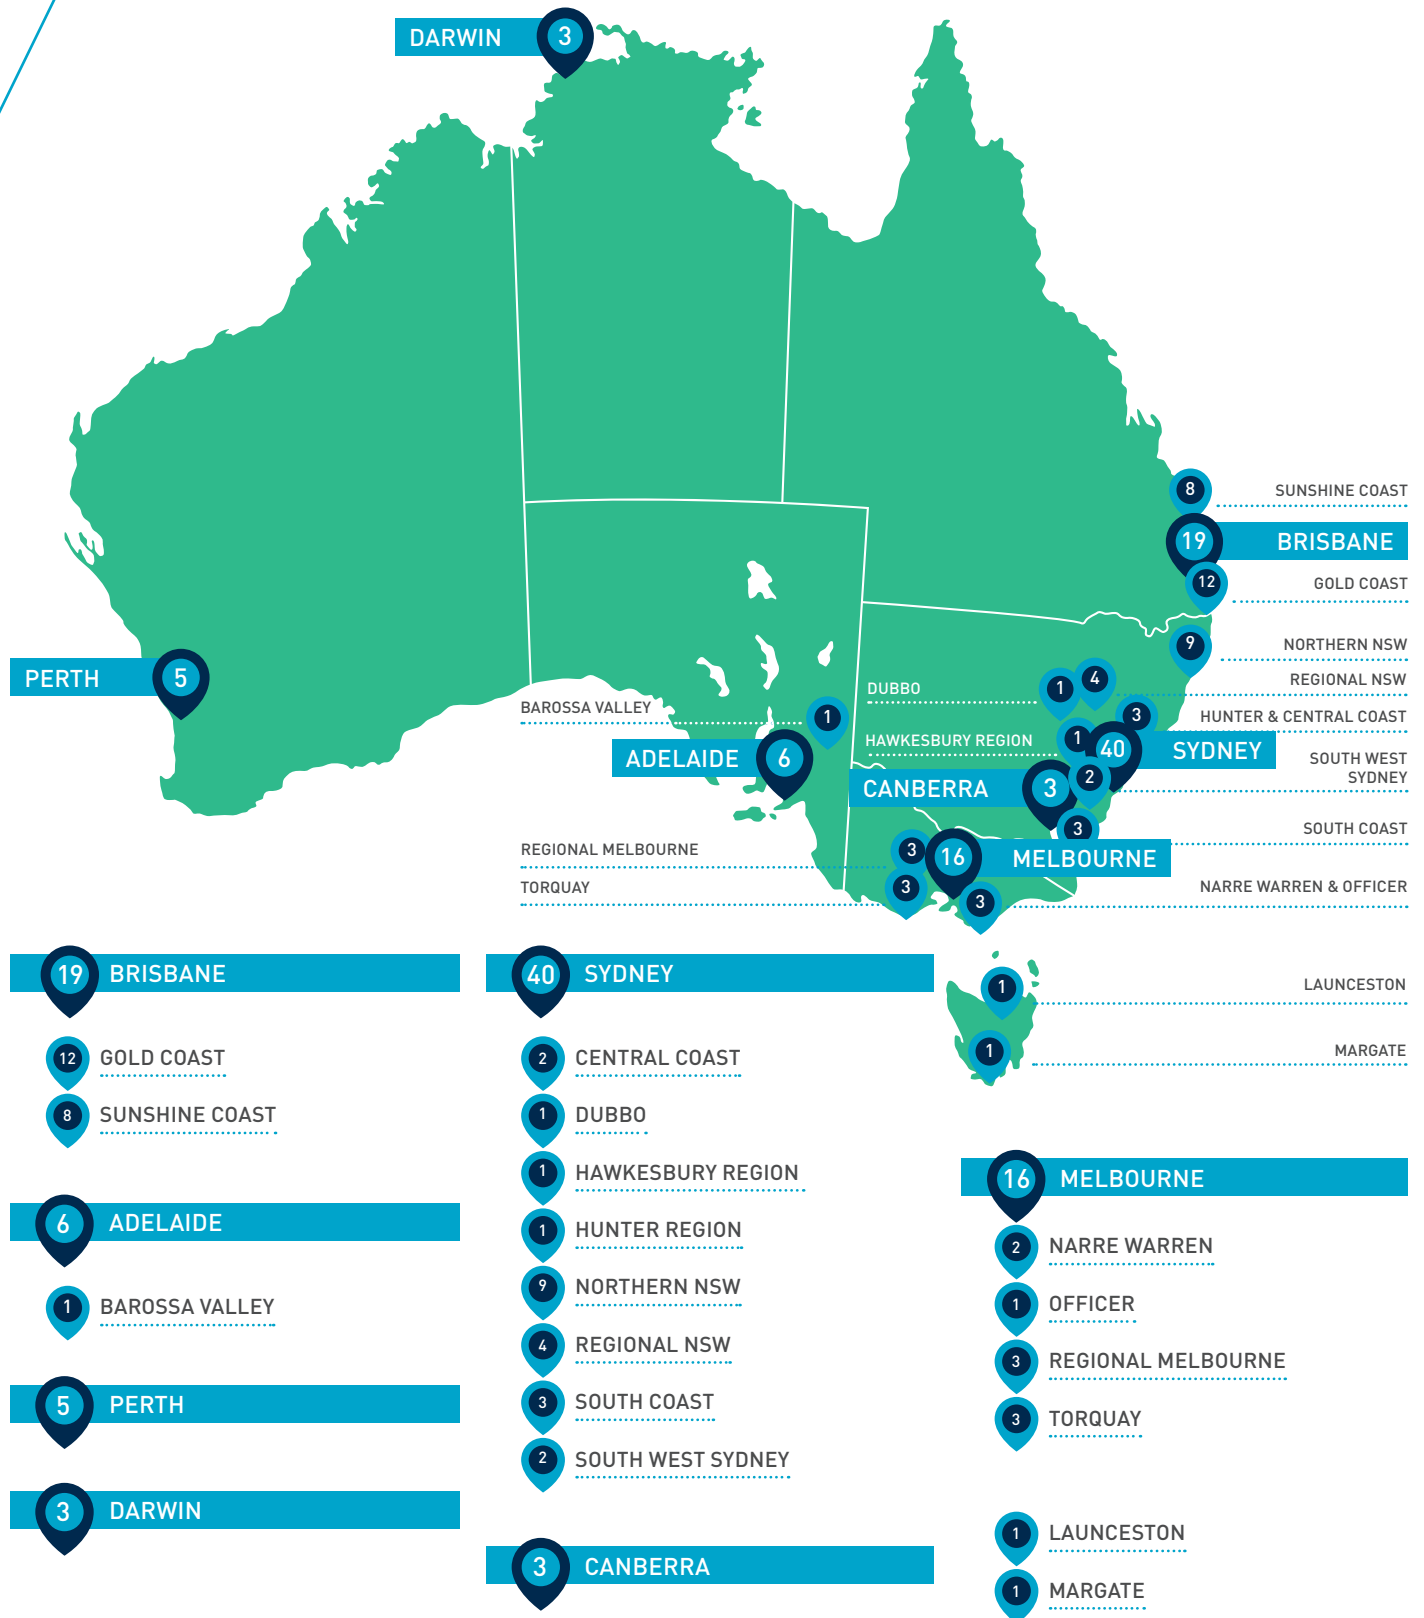 DARWIN 3
8 SUNSHINE COAST
19 BRISBANE
12 GOLD COAST
9 NORTHERN NSW
PERTH 5
4 REGIONAL NSW
DUBBO 1
BAROSSA VALLEY 1
3 HUNTER & CENTRAL COAST
HAWKESBURY REGION 1
ADELAIDE 6
40 SYDNEY
2 SOUTH WEST
SYDNEY
CANBERRA 3
3 SOUTH COAST
REGIONAL MELBOURNE 3
16 MELBOURNE
TORQUAY 3
3 NARRE WARREN & OFFICER
1 LAUNCESTON
1 MARGATE
19 BRISBANE
12 GOLD COAST
8 SUNSHINE COAST
6 ADELAIDE
1 BAROSSA VALLEY
5 PERTH
3 DARWIN
40 SYDNEY
2 CENTRAL COAST
1 DUBBO
1 HAWKESBURY REGION
1 HUNTER REGION
9 NORTHERN NSW
4 REGIONAL NSW
3 SOUTH COAST
2 SOUTH WEST SYDNEY
3 CANBERRA
16 MELBOURNE
2 NARRE WARREN
1 OFFICER
3 REGIONAL MELBOURNE
3 TORQUAY
1 LAUNCESTON
1 MARGATE